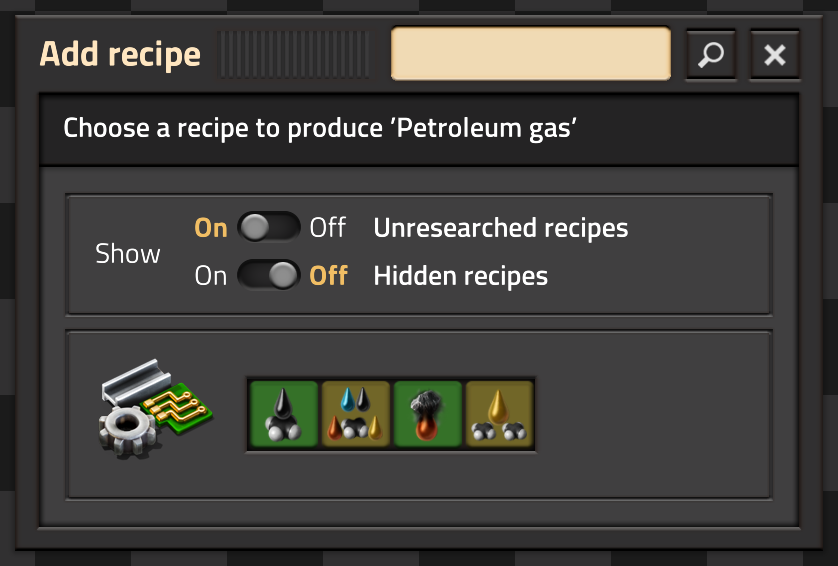 Add recipe
Choose a recipe to produce 'Petroleum gas'
Show
On Off Unresearched recipes
On Off Hidden recipes